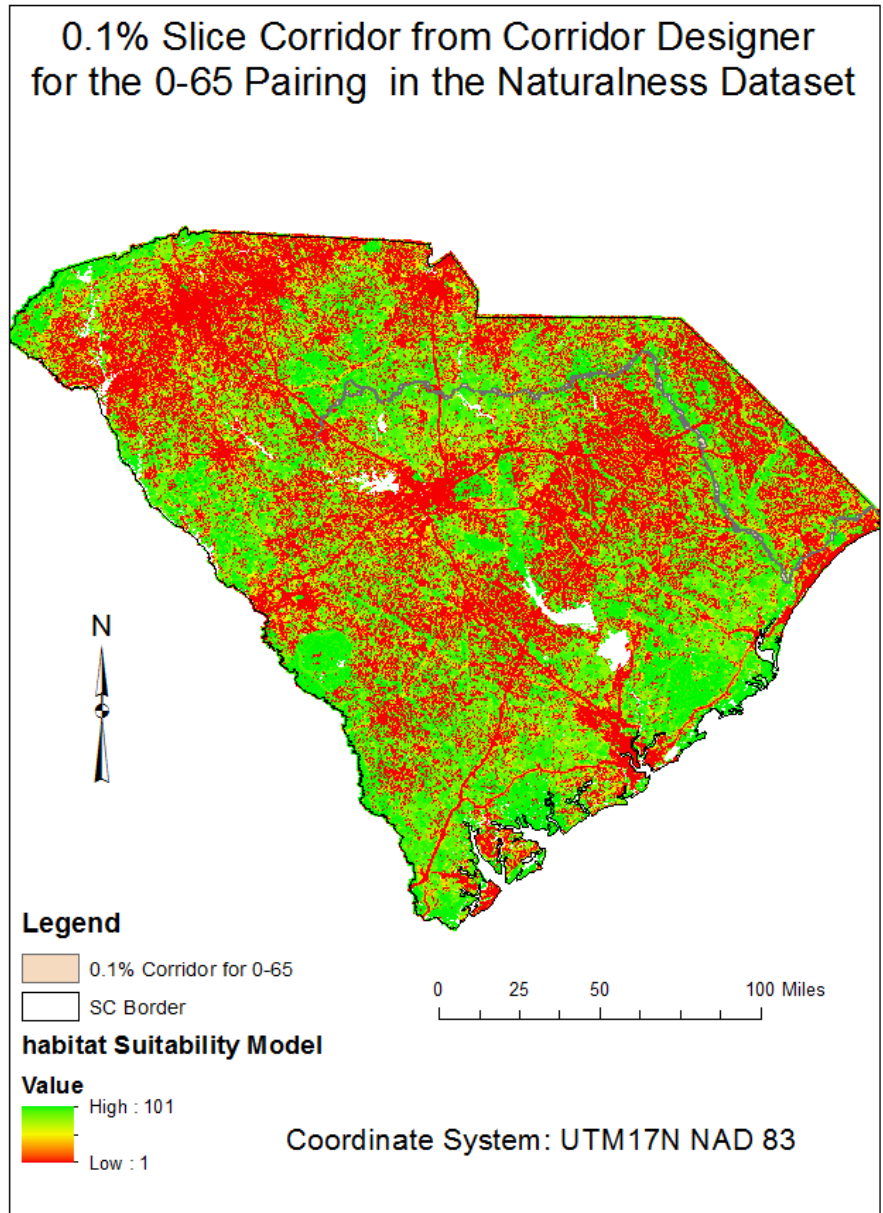 0.1% Slice Corridor from Corridor Designer
for the 0-65 Pairing in the Naturalness Dataset
N
Legend
0.1% Corridor for 0-65
SC Border
habitat Suitability Model
Value
High : 101
Low : 1
0 25 50 100 Miles
Coordinate System: UTM17N NAD 83